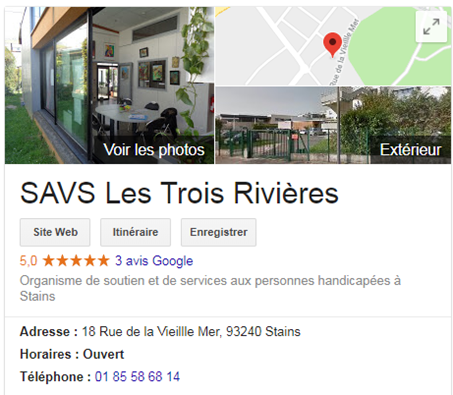 Rue de la Vieille Mer
Voir les photos
Extérieur
SAVS Les Trois Rivières
Site Web
Itinéraire
Enregistrer
5,0 ★★★★★ 3 avis Google
Organisme de soutien et de services aux personnes handicapées à
Stains
Adresse : 18 Rue de la Vieillle Mer, 93240 Stains
Horaires : Ouvert
Téléphone : 01 85 58 68 14